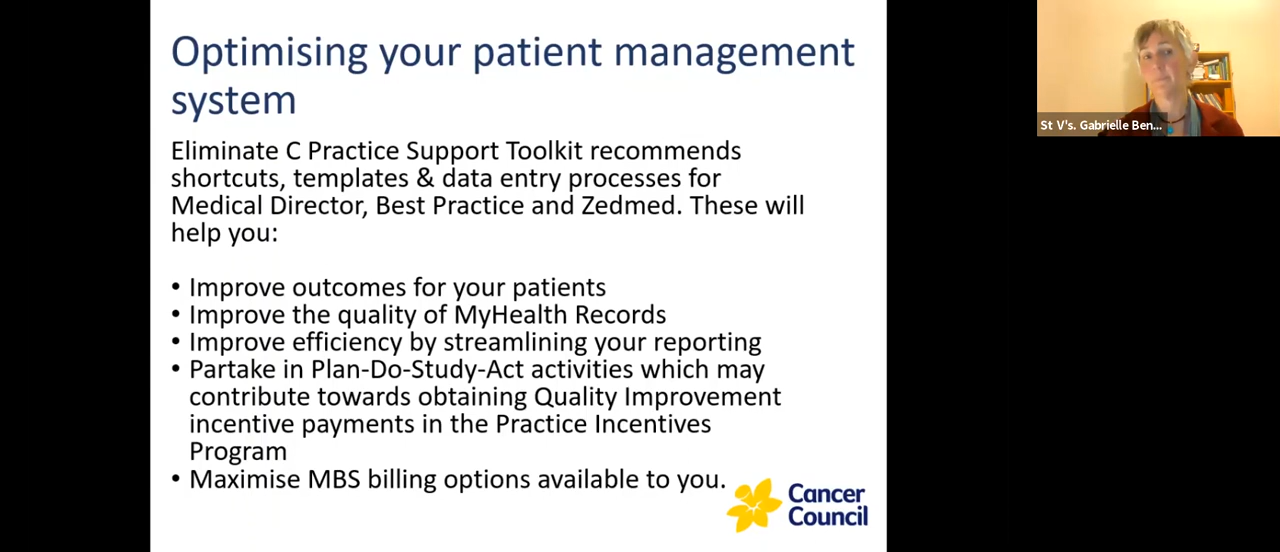 Optimising your patient management
system
Eliminate C Practice Support Toolkit recommends
shortcuts, templates & data entry processes for
Medical Director, Best Practice and Zedmed. These will
help you:
• Improve outcomes for your patients
• Improve the quality of MyHealth Records
• Improve efficiency by streamlining your reporting
• Partake in Plan-Do-Study-Act activities which may
contribute towards obtaining Quality Improvement
incentive payments in the Practice Incentives
Program
• Maximise MBS billing options available to you.
Cancer
Council
St V's. Gabrielle Ben...